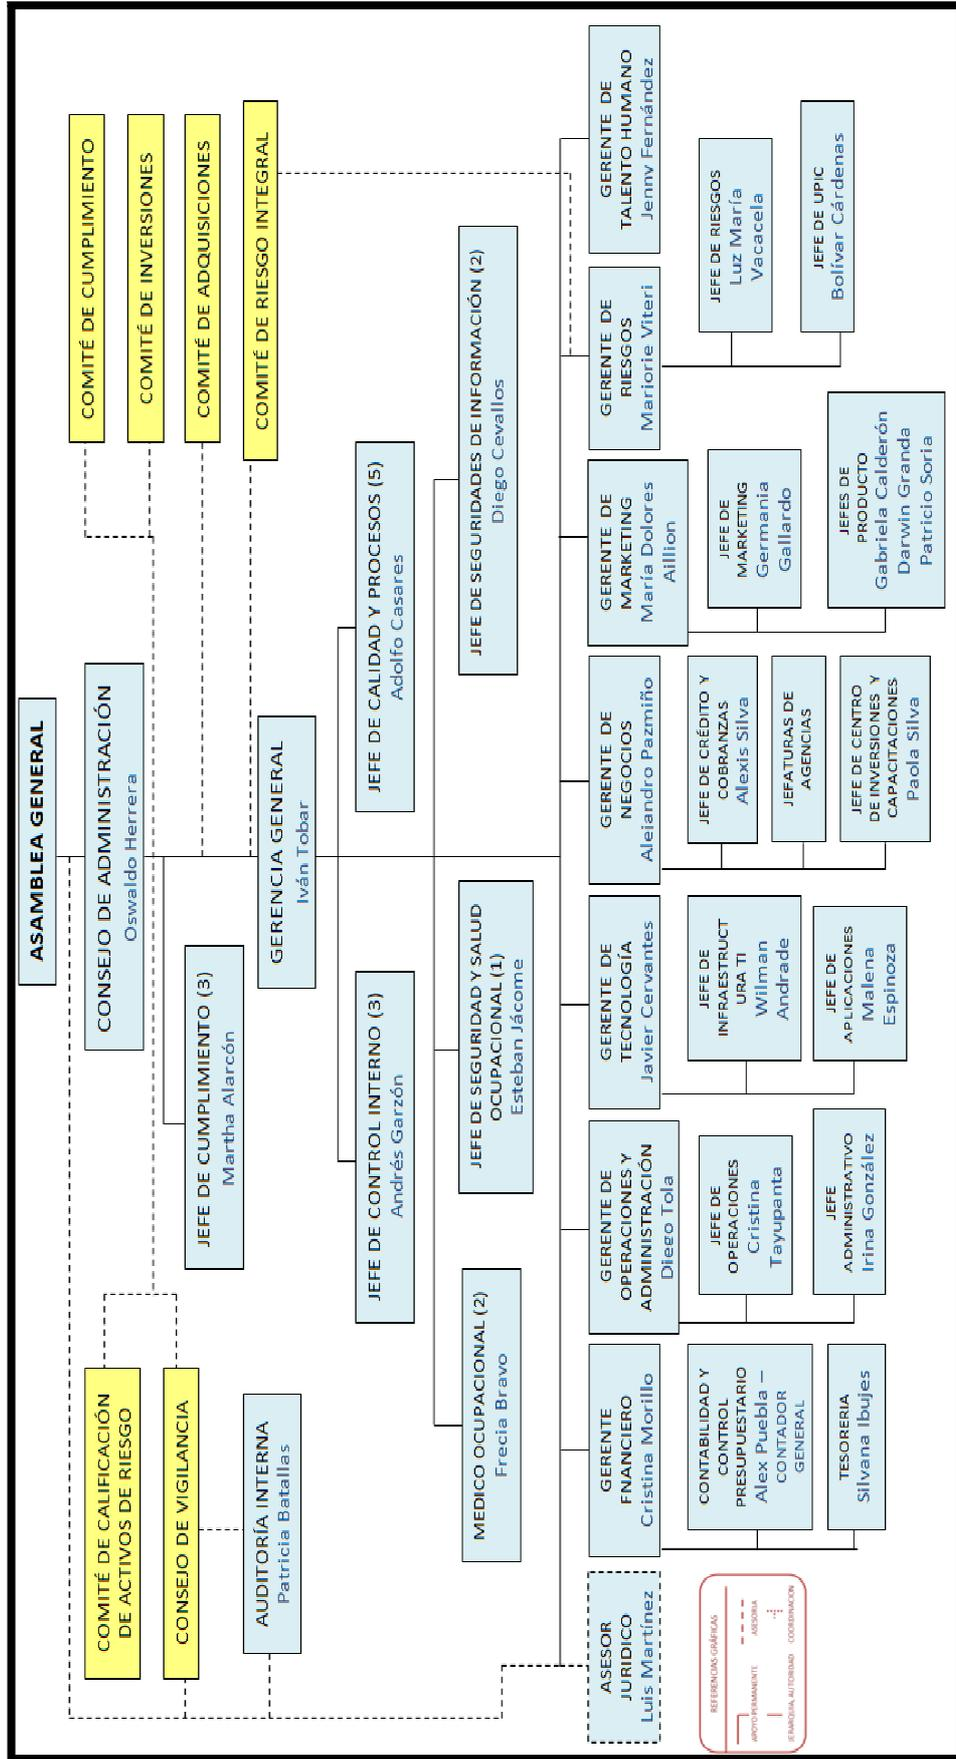 ASAMBLEA GENERAL
CONSEJO DE ADMINISTRACIÓN
Oswaldo Herrera
COMITÉ DE CUMPLIMIENTO
COMITÉ DE INVERSIONES
COMITÉ DE ADQUISICIONES
COMITÉ DE RIESGO INTEGRAL
COMITÉ DE CALIFICACIÓN
DE ACTIVOS DE RIESGO
CONSEJO DE VIGILANCIA
AUDITORÍA INTERNA
Patricia Batallas
JEFE DE CUMPLIMIENTO (3)
Martha Alarcón
GERENCIA GENERAL
Iván Tobar
JEFE DE CONTROL INTERNO (3)
Andrés Garzón
JEFE DE CALIDAD Y PROCESOS (5)
Adolfo Casares
MEDICO OCUPACIONAL (2)
Frecia Bravo
JEFE DE SEGURIDAD Y SALUD
OCUPACIONAL (1)
Esteban Jácome
JEFE DE SEGURIDADES DE INFORMACIÓN (2)
Diego Cevallos
ASESOR
JURIDICO
Luis Martínez
GERENTE
FNANCIERO
Cristina Morillo
CONTABILIDAD Y
CONTROL
PRESUPUESTARIO
Alex Puebla –
CONTADOR
GENERAL
TESORERIA
Silvana Ibujes
GERENTE DE
OPERACIONES Y
ADMINISTRACIÓN
Diego Tola
JEFE DE
OPERACIONES
Cristina
Tayupanta
JEFE
ADMINISTRATIVO
Irina González
GERENTE DE
TECNOLOGÍA
Javier Cervantes
JEFE DE
INFRAESTRUCT
URA TI
Wilman
Andrade
JEFE DE
APLICACIONES
Malena
Espinoza
GERENTE DE
NEGOCIOS
Alejandro Pazmiño
JEFE DE CRÉDITO Y
COBRANZAS
Alexis Silva
JEFATURAS DE
AGENCIAS
JEFE DE CENTRO
DE INVERSIONES Y
CAPACITACIONES
Paola Silva
GERENTE DE
MARKETING
María Dolores
Aillion
JEFE DE
MARKETING
Germania
Gallardo
JEFES DE
PRODUCTO
Gabriela Calderón
Darwin Granda
Patricio Soria
GERENTE DE
RIESGOS
Mariorie Viteri
JEFE DE RIESGOS
Luz María
Vacacela
JEFE DE UPIC
Bolívar Cárdenas
GERENTE DE
TALENTO HUMANO
Jennv Fernández
REFERENCIAS GRÁFICAS
APOYO PERMANENTE
ASESORIA
JERARQUIA, AUTORIDAD
COORDINACION